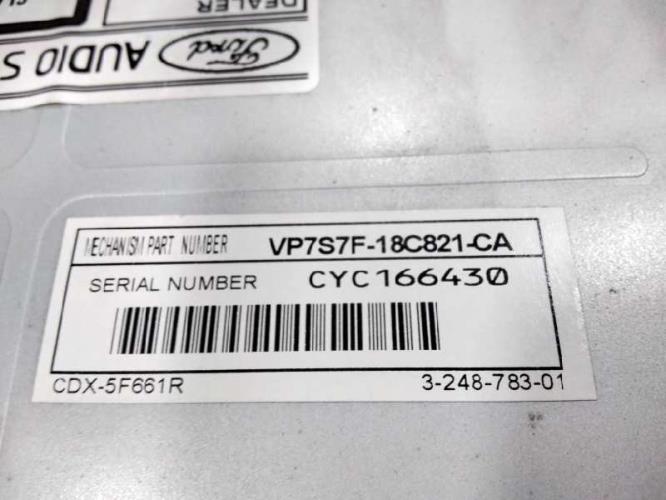 DEALER
Ford AUDIO S
MECHANISM PART NUMBER VP7S7F-18C821-CA
SERIAL NUMBER CYC166430
CDX-5F661R 3-248-783-01